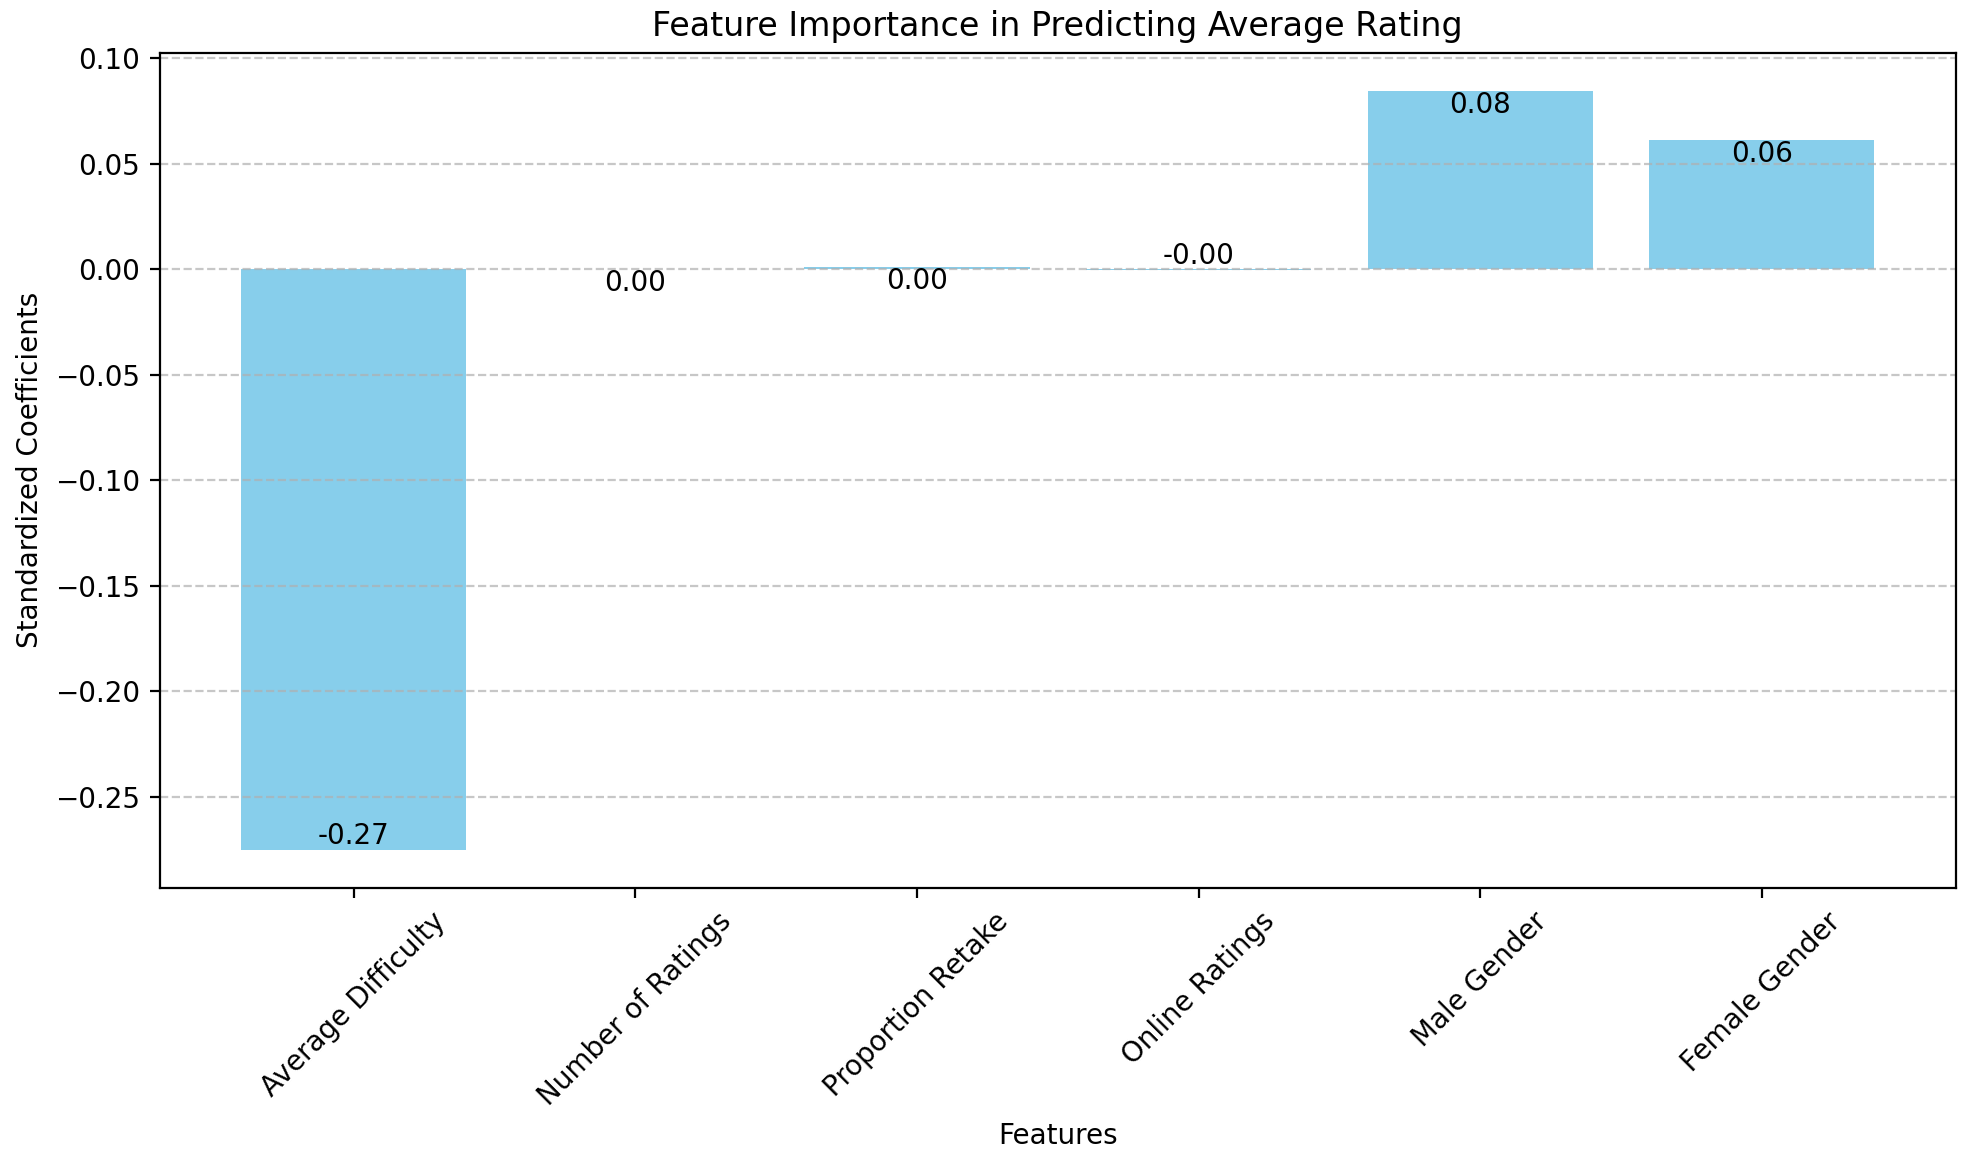 Feature Importance in Predicting Average Rating
0.10
0.05
0.00
−0.05
−0.10
−0.15
−0.20
−0.25
Standardized Coefficients
-0.27
0.00
0.00
-0.00
0.08
0.06
Average Difficulty
Number of Ratings
Proportion Retake
Online Ratings
Male Gender
Female Gender
Features